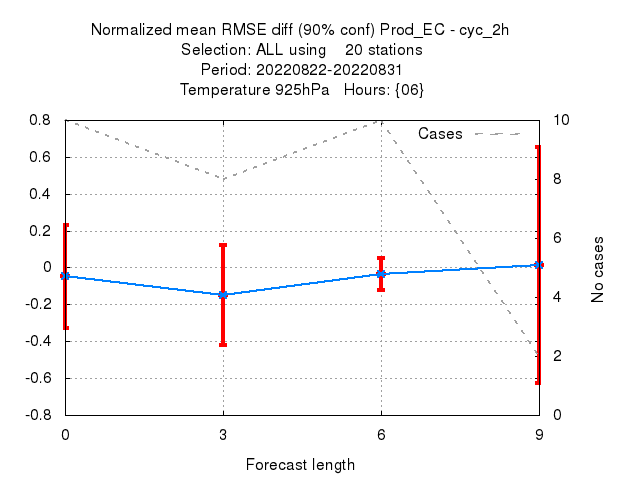 Normalized mean RMSE diff (90% conf) Prod_EC - cyc_2h
Selection: ALL using    20 stations
Period: 20220822-20220831
Temperature 925hPa   Hours: {06}
0.8
0.6
0.4
0.2
0
-0.2
-0.4
-0.6
-0.8
Cases
10
8
6
4
2
0
No cases
0 3 6 9
Forecast length